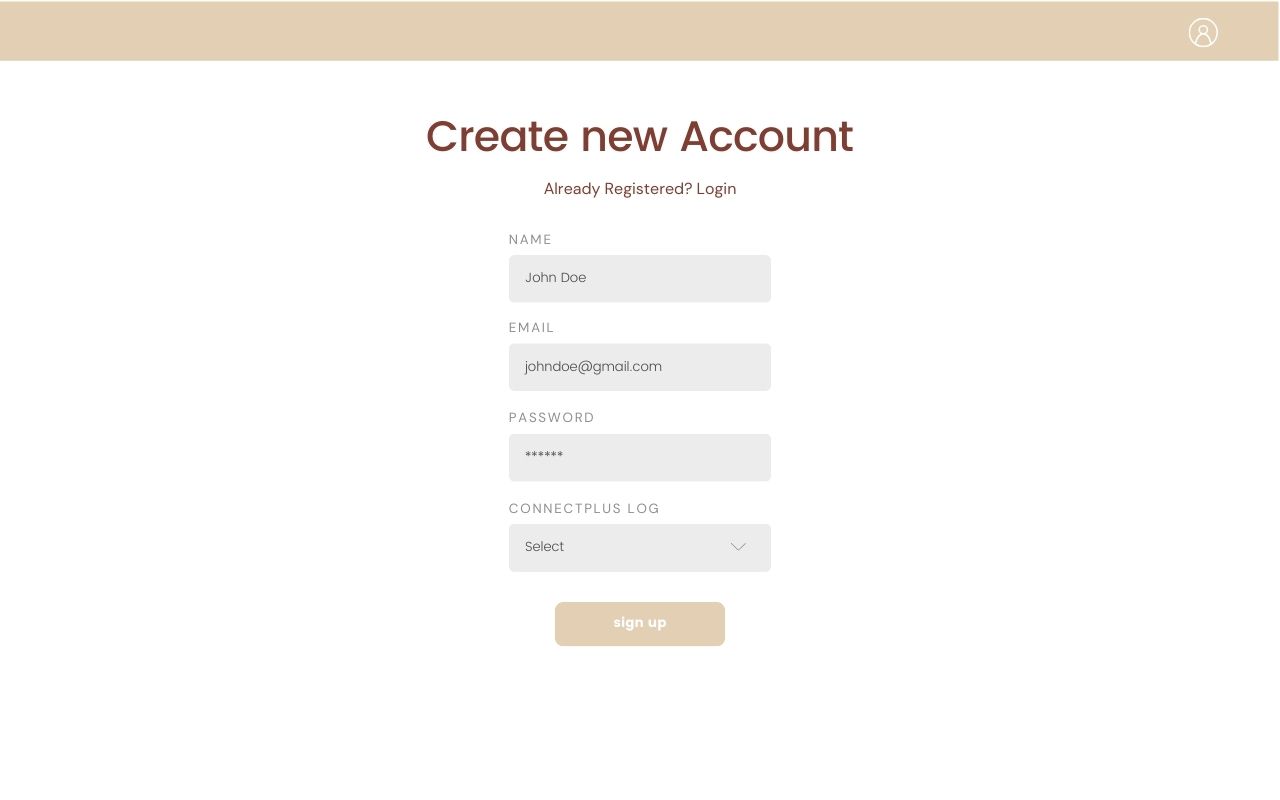 Create new Account
Already Registered? Login
NAME
John Doe
EMAIL
johndoe@gmail.com
PASSWORD
******
CONNECTPLUS LOG
Select
sign up